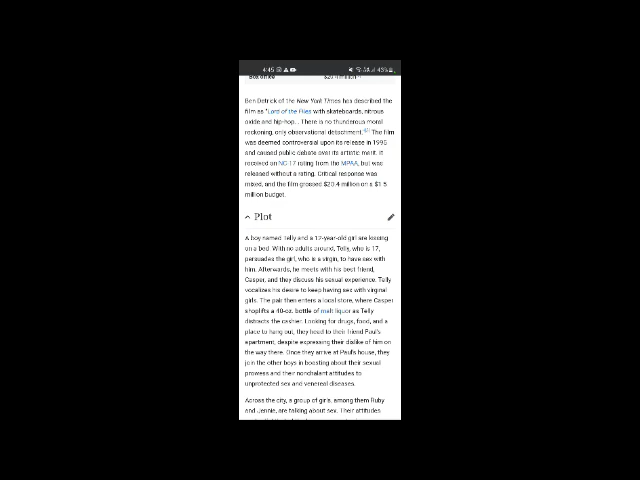 4:45 43%
Box office $20.4 million
Ben Detrick of the New York Times has described the
film as "Lord of the Flies with skateboards, nitrous
oxide and hip-hop... There is no thunderous moral
reckoning, only observational detachment." The film
was deemed controversial upon its release in 1995
and caused public debate over its artistic merit. It
received an NC-17 rating from the MPAA, but was
released without a rating. Critical response was
mixed, and the film grossed $20.4 million on a $1.5
million budget.
Plot
A boy named Telly and a 12-year-old girl are kissing
on a bed. With no adults around, Telly, who is 17,
persuades the girl, who is a virgin, to have sex with
him. Afterwards, he meets with his best friend,
Casper, and they discuss his sexual experience. Telly
vocalizes his desire to keep having sex with virginal
girls. The pair then enters a local store, where Casper
shoplifts a 40-oz. bottle of malt liquor as Telly
distracts the cashier. Looking for drugs, food, and a
place to hang out, they head to their friend Paul's
apartment, despite expressing their dislike of him on
the way there. Once they arrive at Paul's house, they
join the other boys in boasting about their sexual
prowess and their nonchalant attitudes to
unprotected sex and venereal diseases.
Across the city, a group of girls, among them Ruby
and Jennie, are talking about sex. Their attitudes